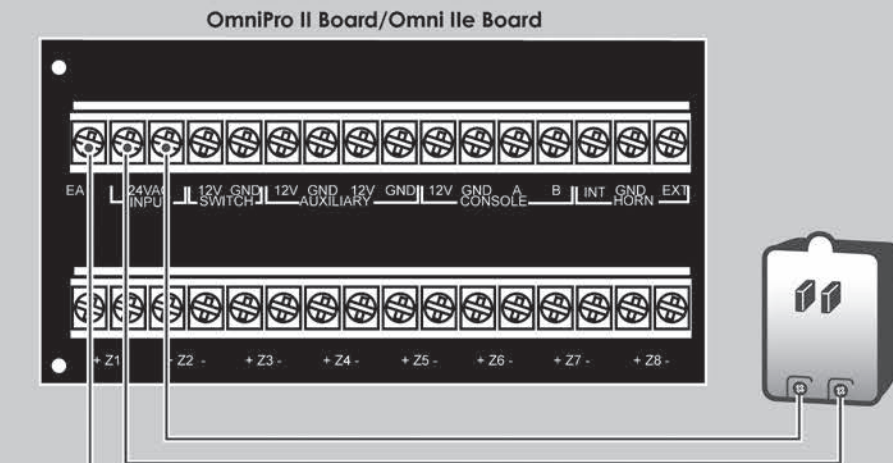 OmniPro II Board/Omni IIe Board
EA 24VAC 12V GND 12V GND 12V GND 12V GND A B INT GND EXT
SWITCH AUXILIARY CONSOLE HORN
+ Z1 + Z2 - + Z3 - + Z4 - + Z5 - + Z6 - + Z7 - + Z8 -